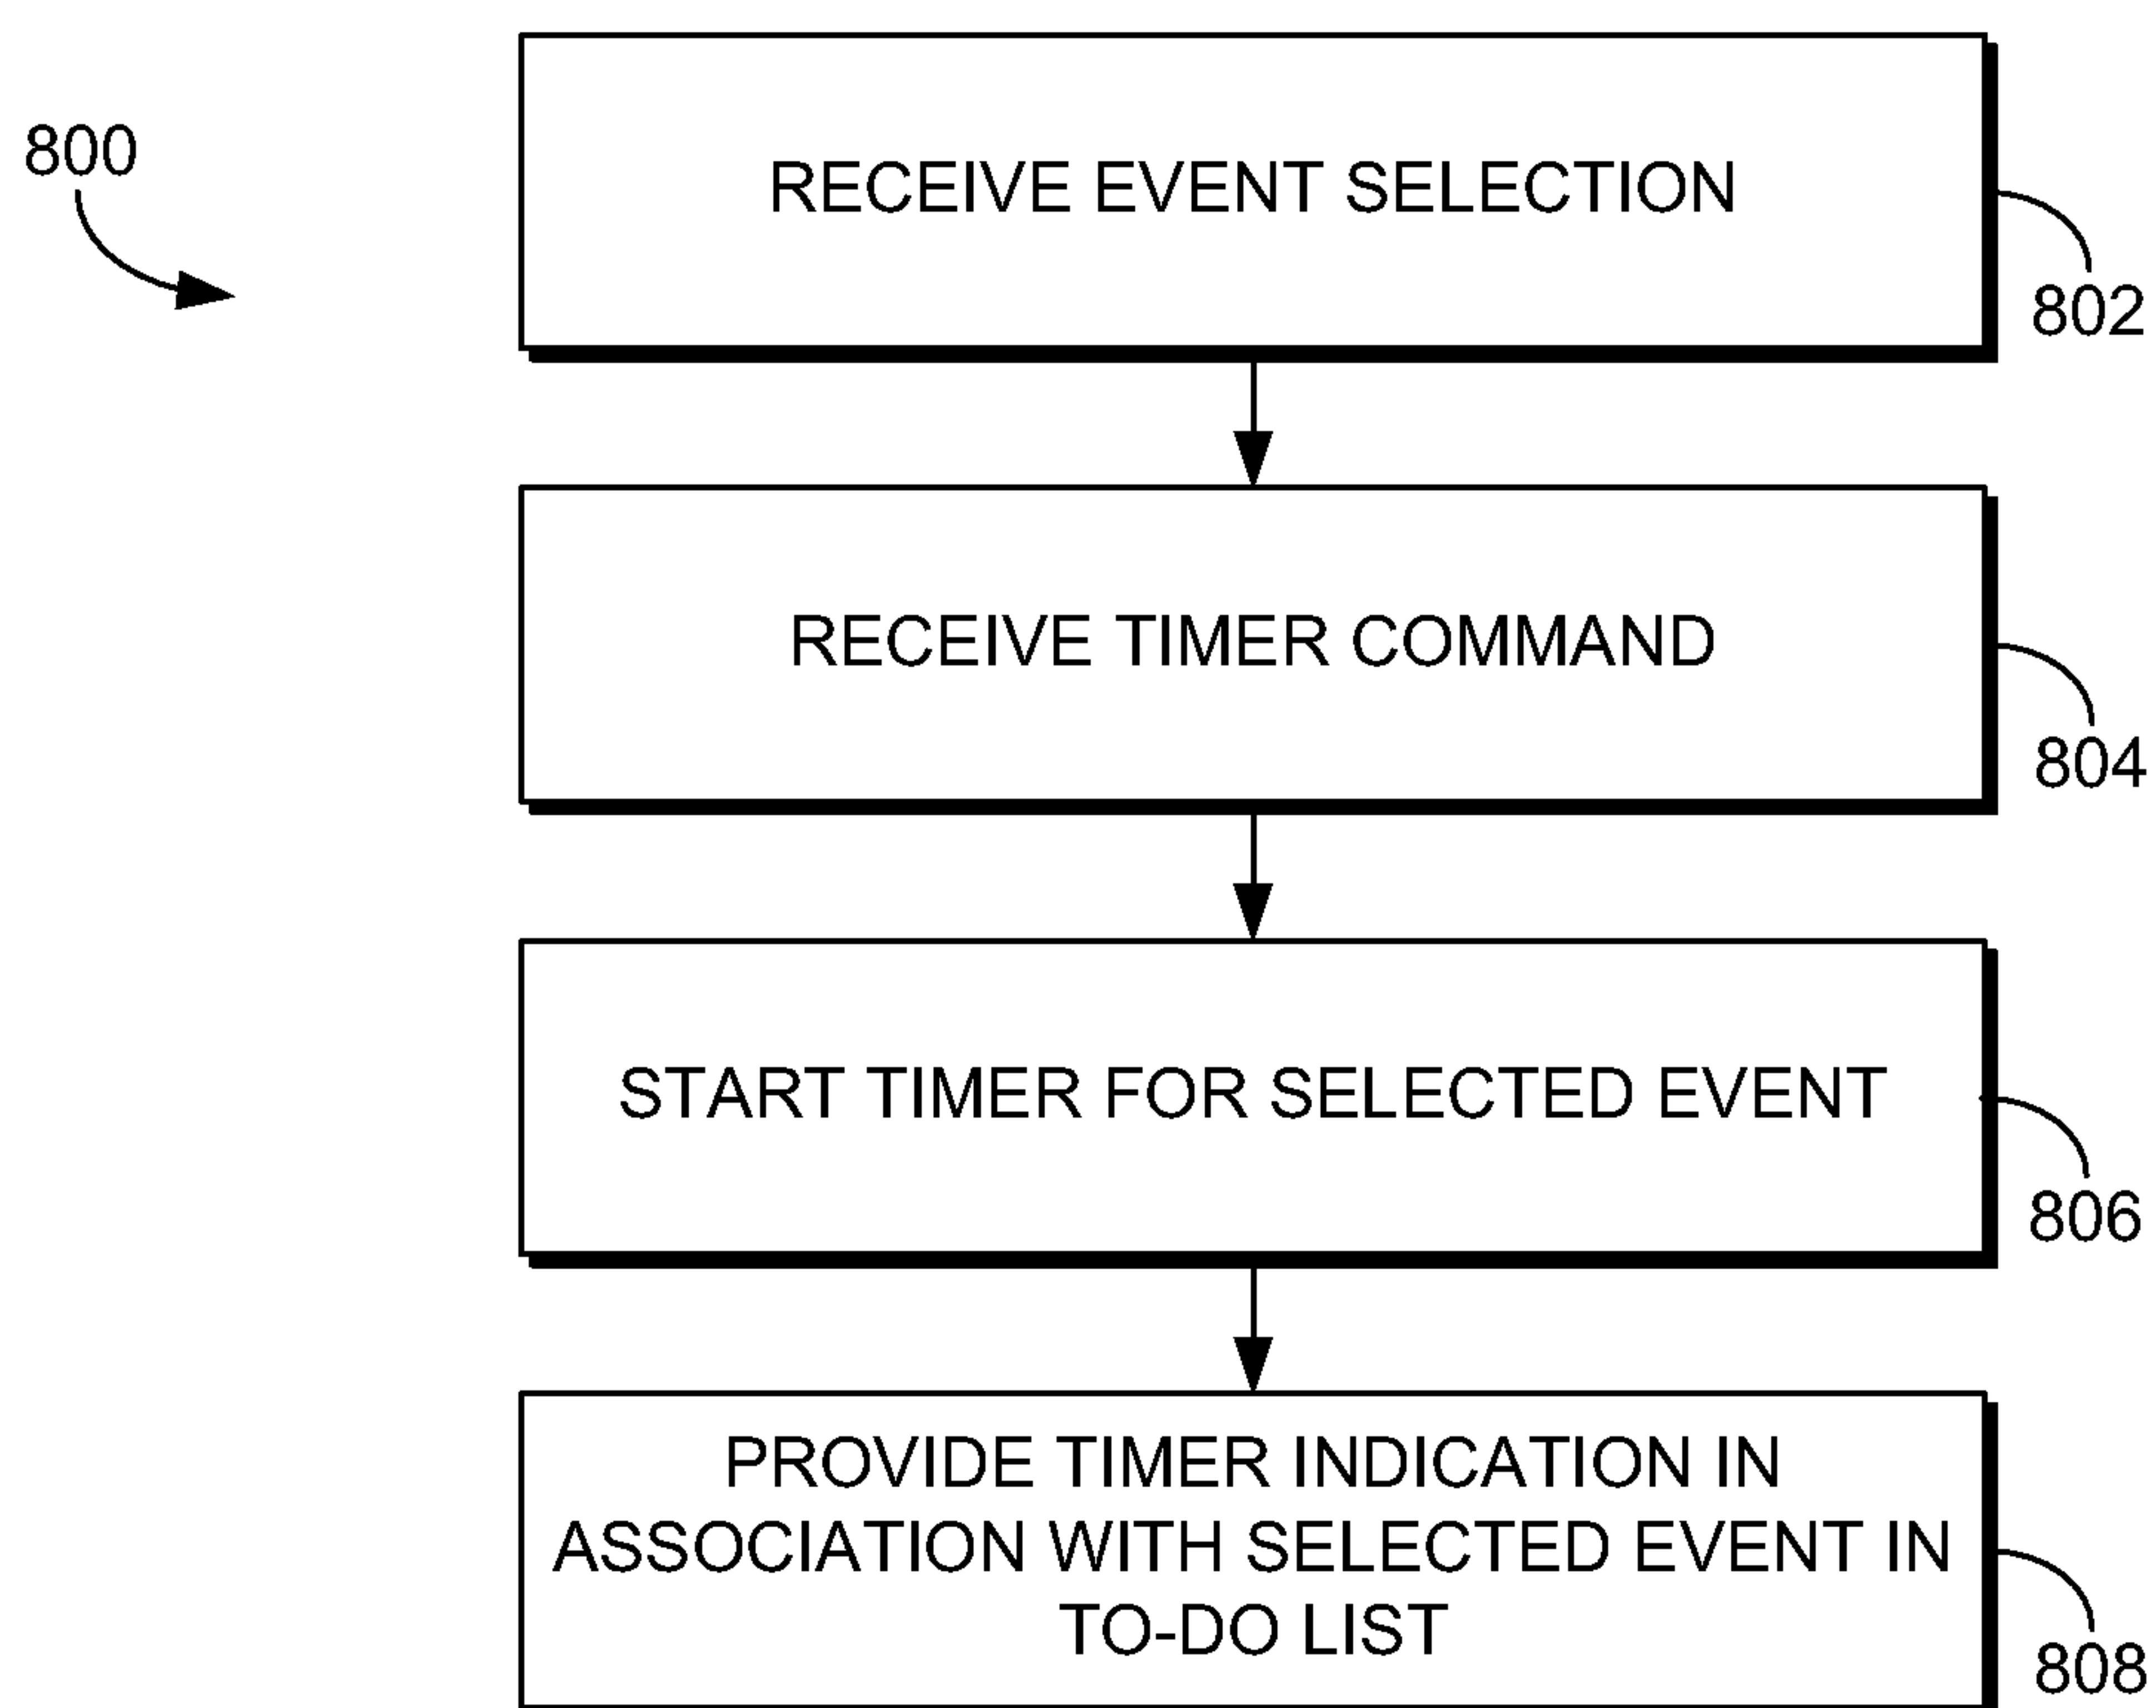 800
RECEIVE EVENT SELECTION
802
RECEIVE TIMER COMMAND
804
START TIMER FOR SELECTED EVENT
806
PROVIDE TIMER INDICATION IN
ASSOCIATION WITH SELECTED EVENT IN
TO-DO LIST
808